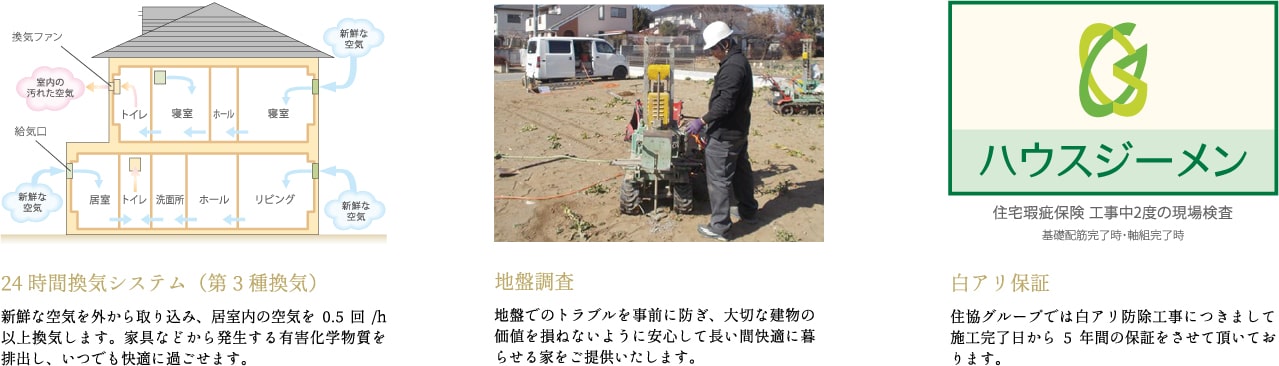 換気ファン
新鮮な
空気
室内の
汚れた空気
トイレ
寝室
ホール
寝室
給気口
新鮮な
空気
居室
トイレ
洗面所
ホール
リビング
新鮮な
空気
24時間換気システム（第3種換気）
新鮮な空気を外から取り込み、居室内の空気を 0.5 回 /h
以上換気します。家具などから発生する有害化学物質を
排出し、いつでも快適に過ごせます。
地盤調査
地盤でのトラブルを事前に防ぎ、大切な建物の
価値を損ねないように安心して長い間快適に暮
らせる家をご提供いたします。
ハウスジーメン
住宅瑕疵保険 工事中2度の現場検査
基礎配筋完了時・軸組完了時
白アリ保証
住協グループでは白アリ防除工事につきまして
施工完了日から 5 年間の保証をさせて頂いてお
ります。